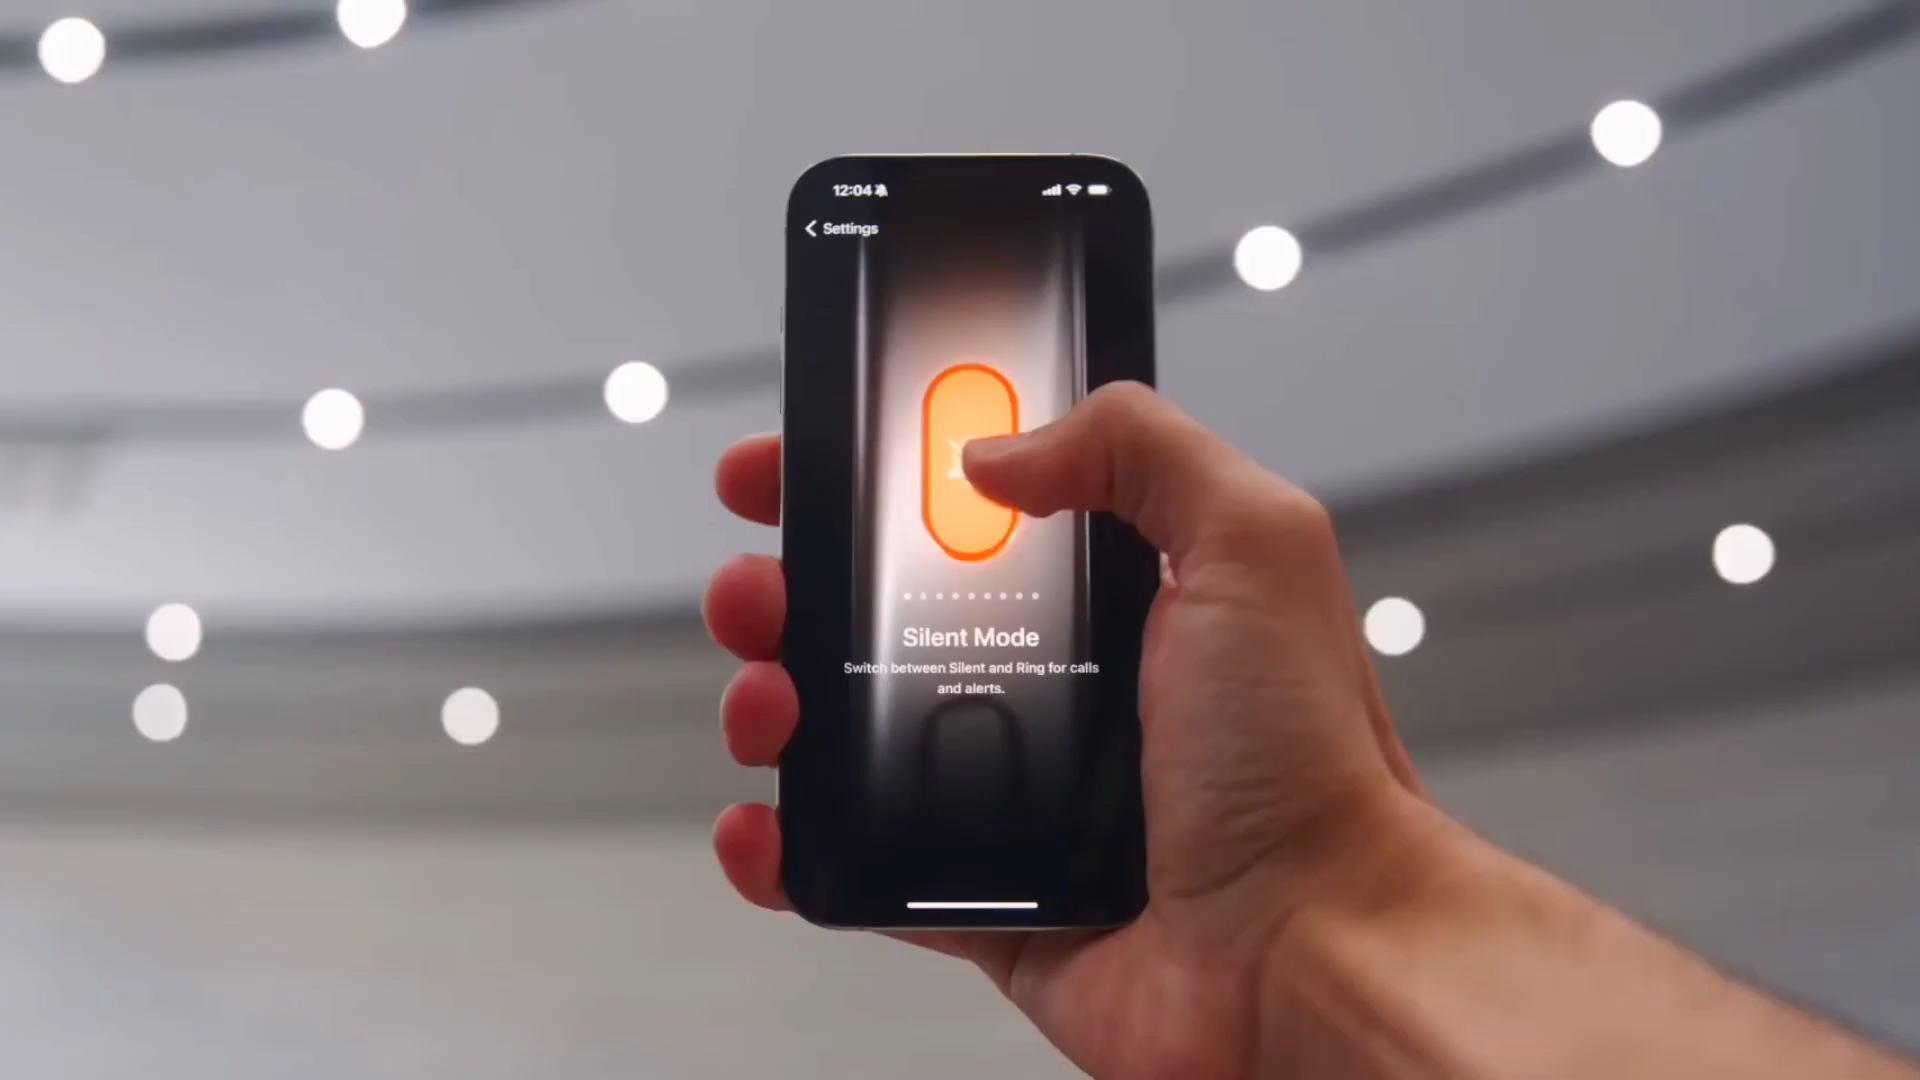 12:04
Settings
Silent Mode
Switch between Silent and Ring for calls
and alerts.